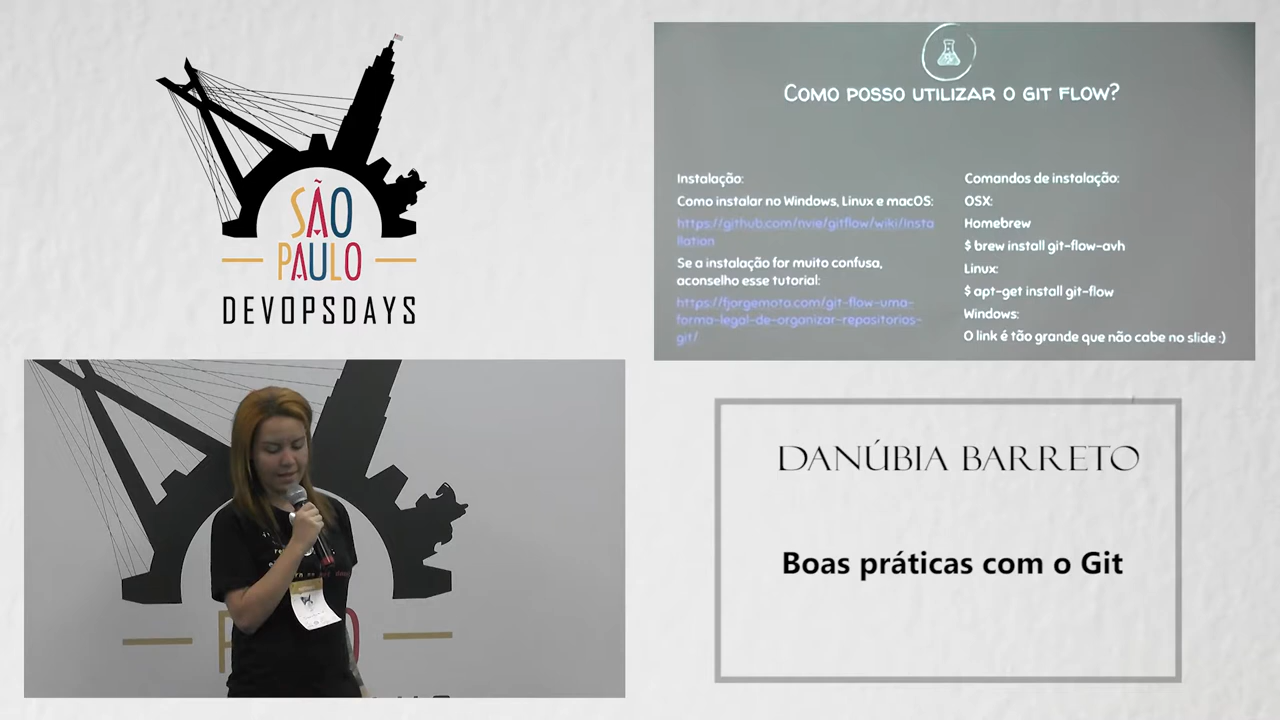 SÃO
PAULO
DEVOPSDAYS
COMO POSSO UTILIZAR O GIT FLOW?
Instalação:
Como instalar no Windows, Linux e macOS:
https://github.com/nvie/gitflow/wiki/Insta
llation
Se a instalação for muito confusa,
aconselho esse tutorial:
https://fjorgemota.com/git-flow-uma-
forma-legal-de-organizar-repositorios-
git/
Comandos de instalação:
OSX:
Homebrew
$ brew install git-flow-avh
Linux:
$ apt-get install git-flow
Windows:
O link é tão grande que não cabe no slide :)
DANÚBIA BARRETO
Boas práticas com o Git